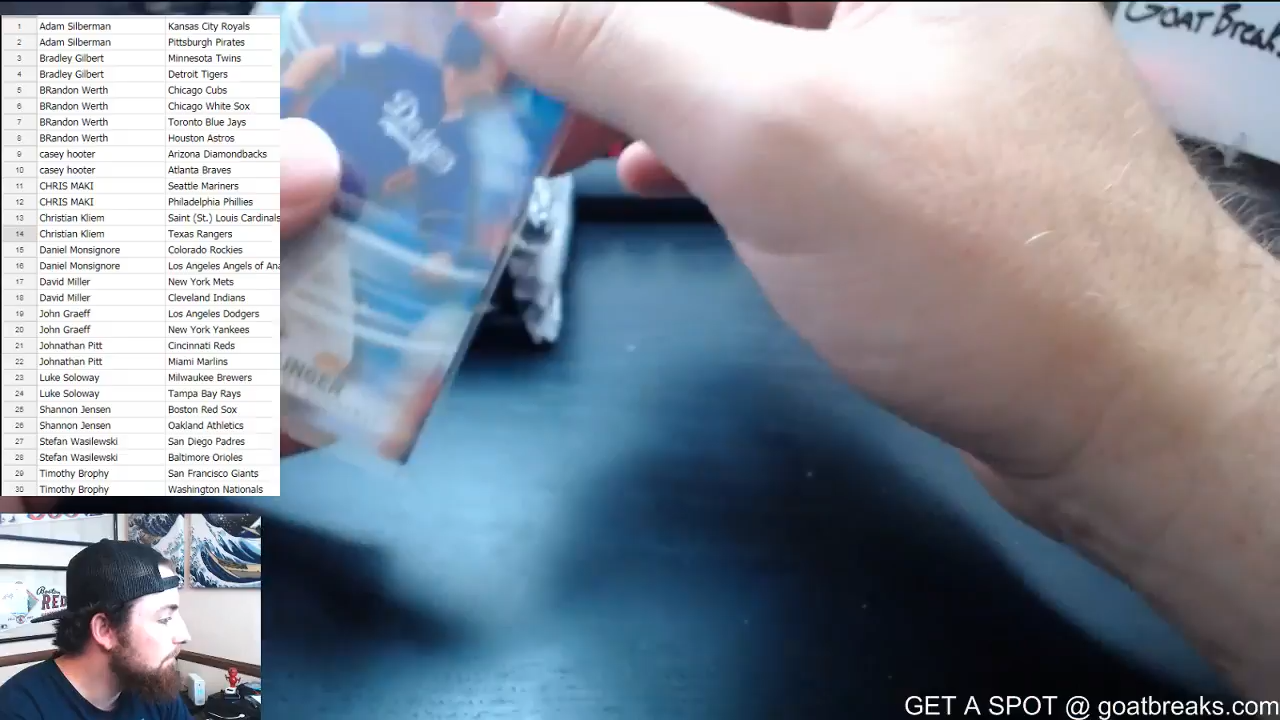 1 Adam Silberman Kansas City Royals
2 Adam Silberman Pittsburgh Pirates
3 Bradley Gilbert Minnesota Twins
4 Bradley Gilbert Detroit Tigers
5 BRandon Werth Chicago Cubs
6 BRandon Werth Chicago White Sox
7 BRandon Werth Toronto Blue Jays
8 BRandon Werth Houston Astros
9 casey hooter Arizona Diamondbacks
10 casey hooter Atlanta Braves
11 CHRIS MAKI Seattle Mariners
12 CHRIS MAKI Philadelphia Phillies
13 Christian Kliem Saint (St.) Louis Cardinals
14 Christian Kliem Texas Rangers
15 Daniel Monsignore Colorado Rockies
16 Daniel Monsignore Los Angeles Angels of Ana
17 David Miller New York Mets
18 David Miller Cleveland Indians
19 John Graeff Los Angeles Dodgers
20 John Graeff New York Yankees
21 Johnathan Pitt Cincinnati Reds
22 Johnathan Pitt Miami Marlins
23 Luke Soloway Milwaukee Brewers
24 Luke Soloway Tampa Bay Rays
25 Shannon Jensen Boston Red Sox
26 Shannon Jensen Oakland Athletics
27 Stefan Wasilewski San Diego Padres
28 Stefan Wasilewski Baltimore Orioles
29 Timothy Brophy San Francisco Giants
30 Timothy Brophy Washington Nationals
GOAT Break
Dodgers
LINGER
Boston
RED
GET A SPOT @ goatbreaks.com